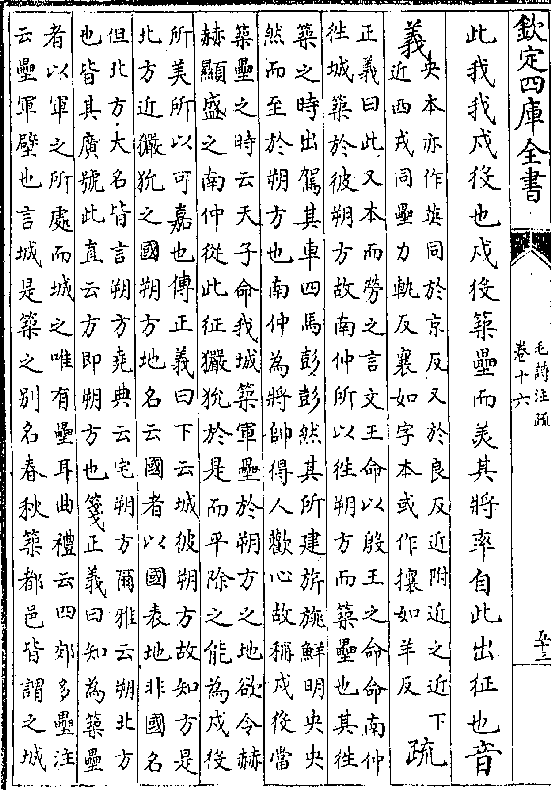 欽定四庫全書
毛詩注疏
卷十六
五十二
此我我戍役也戍役築壘而美其將率自此出征也音
義
央本亦作英同於京反又於良反近附近之近下
近西戎同壘力軌反襄如字本或作攘如羊反
疏
正義曰此又本而勞之言文王命以殷王之命命南仲
徃城築於彼朔方故南仲所以徃朔方而築壘也其徃
築之時出駕其車四馬彭彭然其所建旂旐鮮明央央
然而至於朔方也南仲為將帥得人歡心故稱戍役當
築壘之時云天子命我城築軍壘於朔方之地欲令赫
赫顯盛之南仲從此征玁狁於是而平除之能為戍役
所美所以可嘉也傳正義曰下云城彼朔方故知方是
北方近玁狁之國朔方地名云國者以國表地非國名
但北方大名皆言朔方堯典云宅朔方爾雅云朔北方
也皆其廣號此直云方即朔方也箋正義曰知為築壘
者以軍之所處而城之唯有壘耳曲禮云四郊多壘注
云壘軍壁也言城是築之別名春秋築都邑皆謂之城